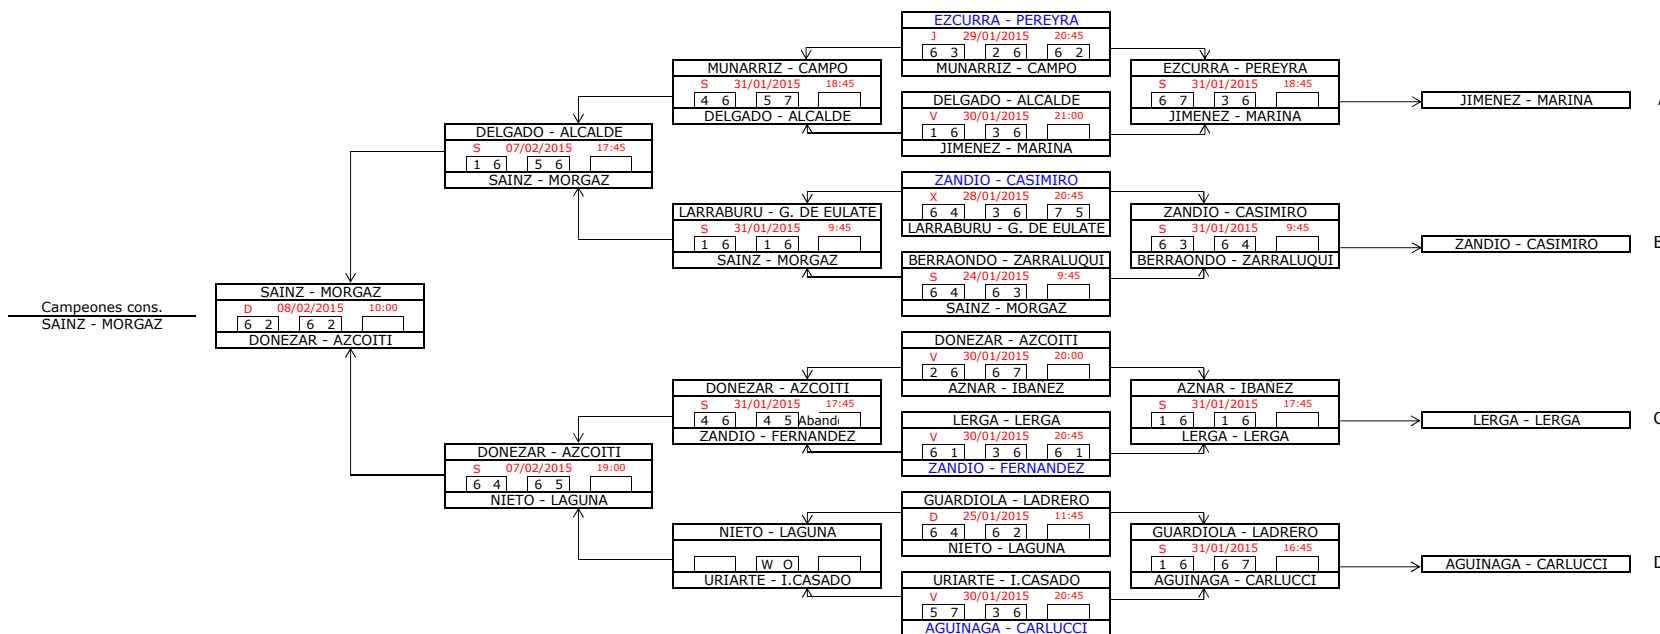 Campeones cons.
SAINZ - MORGAZ
SAINZ - MORGAZ
D 08/02/2015 10:00
6 2 6 2
DONEZAR - AZCOITI
DELGADO - ALCALDE
S 07/02/2015 17:45
1 6 5 6
SAINZ - MORGAZ
DONEZAR - AZCOITI
S 07/02/2015 19:00
6 4 6 5
NIETO - LAGUNA
MUNARRIZ - CAMPO
S 31/01/2015 18:45
4 6 5 7
DELGADO - ALCALDE
LARRABURU - G. DE EULATE
S 31/01/2015 9:45
1 6 1 6
SAINZ - MORGAZ
DONEZAR - AZCOITI
S 31/01/2015 17:45
4 6 4 5 Aband
ZANDIO - FERNANDEZ
NIETO - LAGUNA
W O
URIARTE - I.CASADO
EZCURRA - PEREYRA
J 29/01/2015 20:45
6 3 2 6 6 2
MUNARRIZ - CAMPO
DELGADO - ALCALDE
V 30/01/2015 21:00
1 6 3 6
JIMENEZ - MARINA
ZANDIO - CASIMIRO
X 28/01/2015 20:45
6 4 3 6 7 5
LARRABURU - G. DE EULATE
BERRAONDO - ZARRALUQUI
S 24/01/2015 9:45
6 4 6 3
SAINZ - MORGAZ
DONEZAR - AZCOITI
V 30/01/2015 20:00
2 6 6 7
AZNAR - IBAÑEZ
LERGA - LERGA
V 30/01/2015 20:45
6 1 3 6 6 1
ZANDIO - FERNANDEZ
GUARDIOLA - LADRERO
D 25/01/2015 11:45
6 4 6 2
NIETO - LAGUNA
URIARTE - I.CASADO
V 30/01/2015 20:45
5 7 3 6
AGUINAGA - CARLUCCI
EZCURRA - PEREYRA
S 31/01/2015 18:45
6 7 3 6
JIMENEZ - MARINA
ZANDIO - CASIMIRO
S 31/01/2015 9:45
6 3 6 4
BERRAONDO - ZARRALUQUI
AZNAR - IBAÑEZ
S 31/01/2015 17:45
1 6 1 6
LERGA - LERGA
GUARDIOLA - LADRERO
S 31/01/2015 16:45
1 6 6 7
AGUINAGA - CARLUCCI
JIMENEZ - MARINA
ZANDIO - CASIMIRO
LERGA - LERGA
AGUINAGA - CARLUCCI